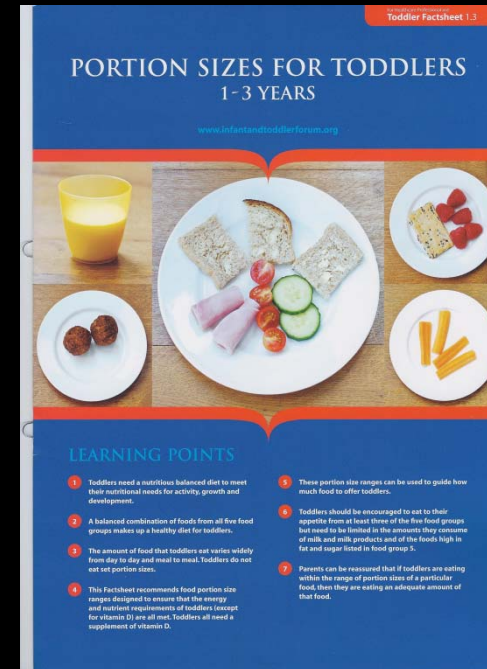 For Healthcare Professional use
Toddler Factsheet 1.3
PORTION SIZES FOR TODDLERS
1-3 YEARS
www.infantandtoddlerforum.org
LEARNING POINTS
1 Toddlers need a nutritious balanced diet to meet
their nutritional needs for activity, growth and
development.
2 A balanced combination of foods from all five food
groups makes up a healthy diet for toddlers.
3 The amount of food that toddlers eat varies widely
from day to day and meal to meal. Toddlers do not
eat set portion sizes.
4 This Factsheet recommends food portion size
ranges designed to ensure that the energy
and nutrient requirements of toddlers (except
for vitamin D) are all met. Toddlers all need a
supplement of vitamin D.
5 These portion size ranges can be used to guide how
much food to offer toddlers.
6 Toddlers should be encouraged to eat to their
appetite from at least three of the five food groups
but need to be limited in the amounts they consume
of milk and milk products and of the foods high in
fat and sugar listed in food group 5.
7 Parents can be reassured that if toddlers are eating
within the range of portion sizes of a particular
food, then they are eating an adequate amount of
that food.